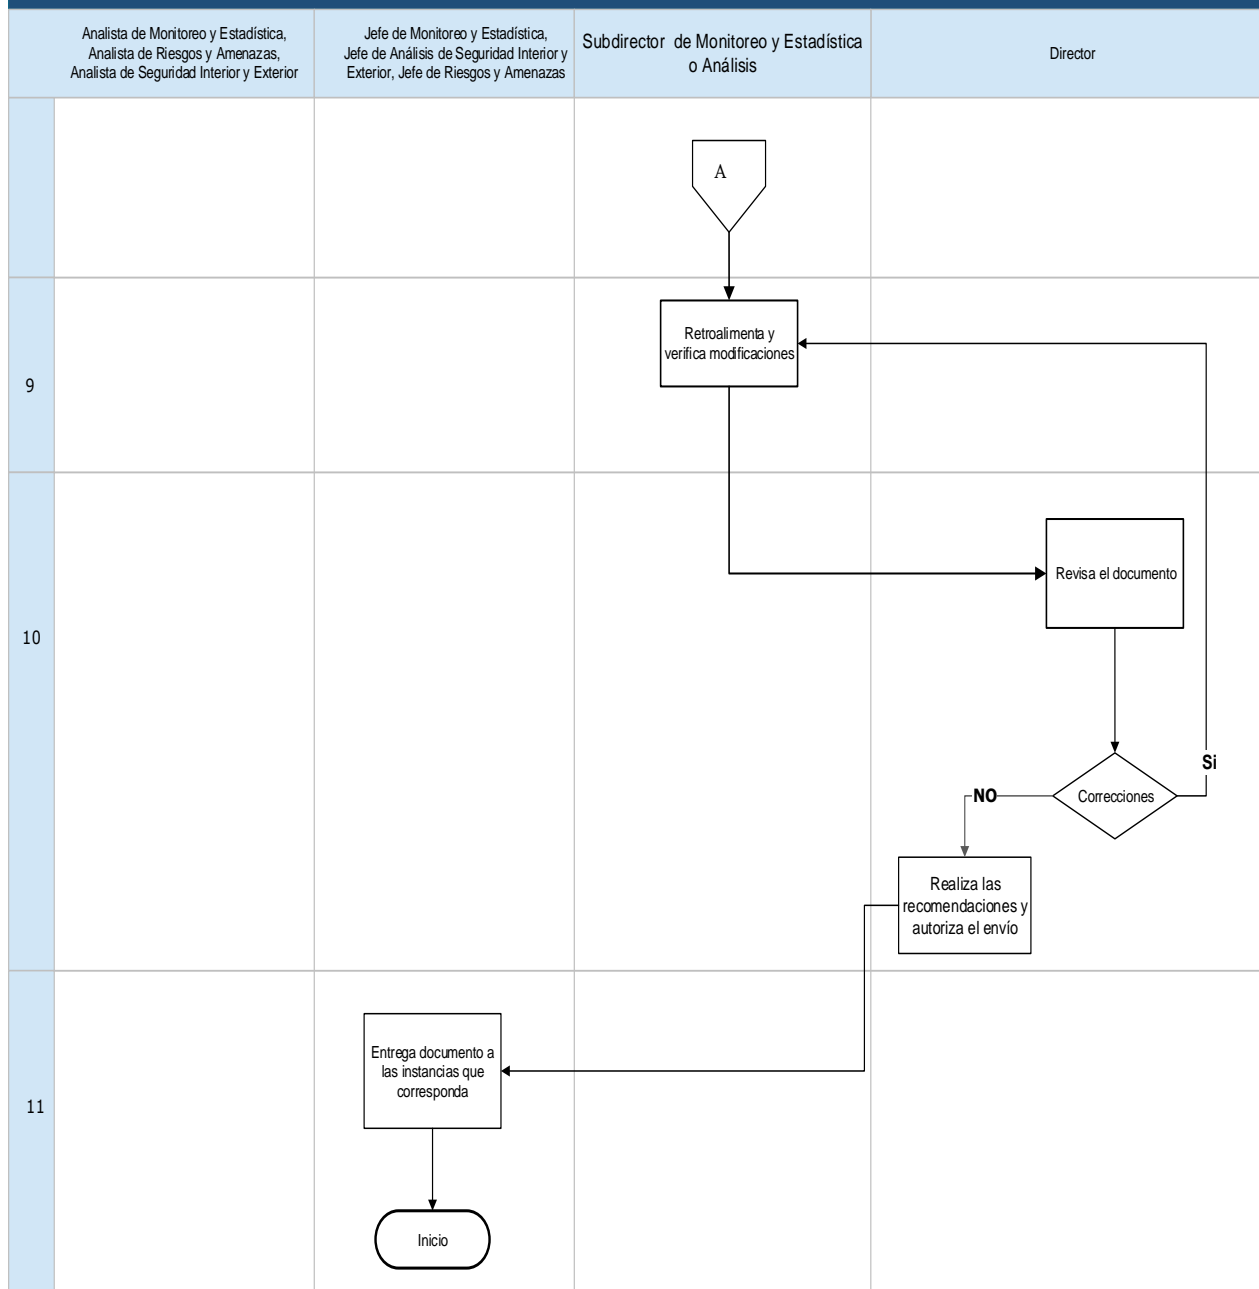 Analista de Monitoreo y Estadística,
Analista de Riesgos y Amenazas,
Analista de Seguridad Interior y Exterior
Jefe de Monitoreo y Estadística,
Jefe de Análisis de Seguridad Interior y
Exterior, Jefe de Riesgos y Amenazas
Subdirector de Monitoreo y Estadística
o Análisis
Director
A
9
Retroalimenta y
verifica modificaciones
10
Revisa el documento
Si
Correcciones
NO
Realiza las
recomendaciones y
autoriza el envío
11
Entrega documento a
las instancias que
corresponda
Inicio